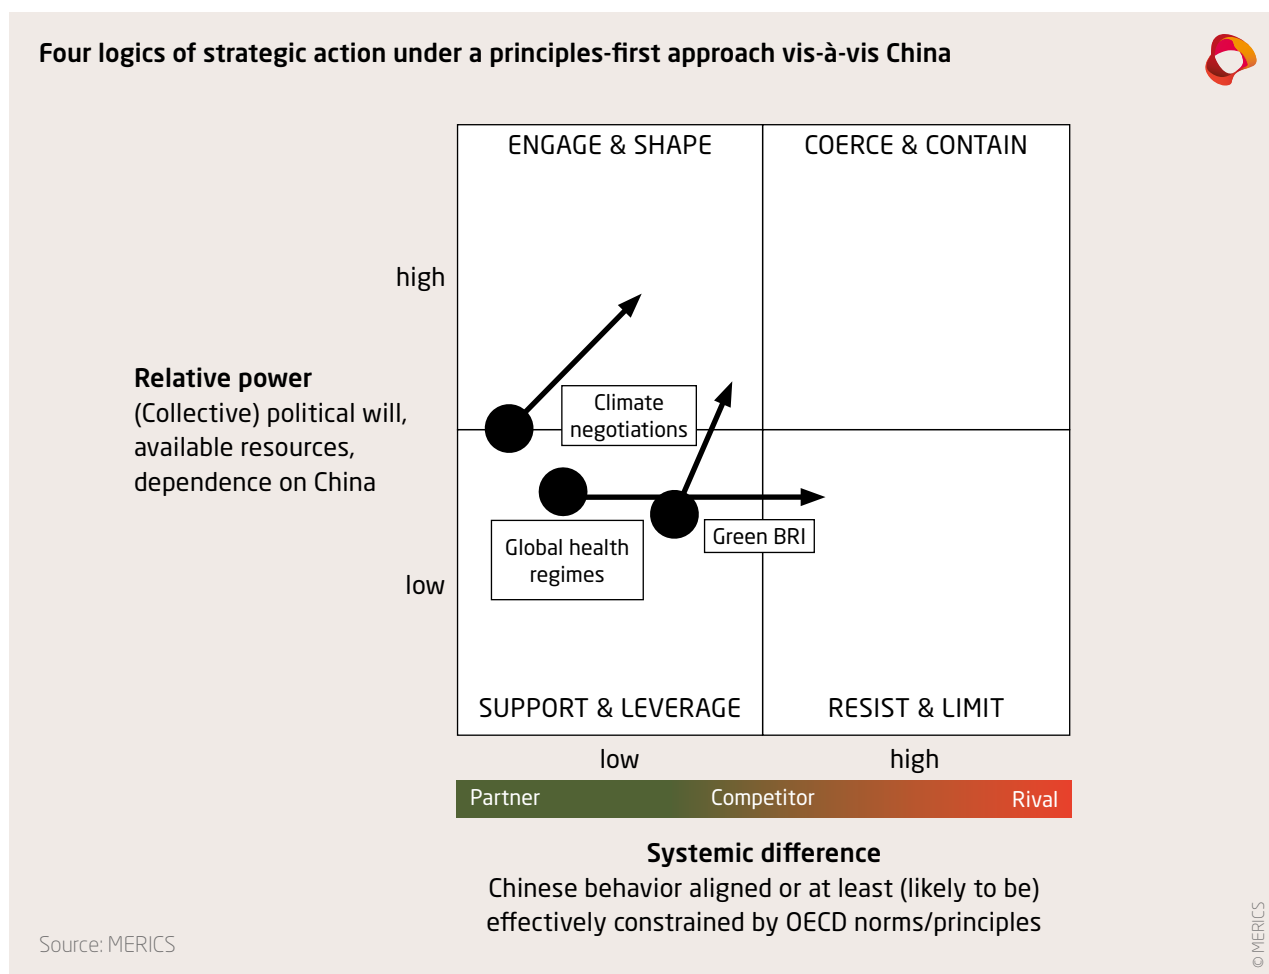 Four logics of strategic action under a principles-first approach vis-à-vis China
ENGAGE & SHAPE
COERCE & CONTAIN
high
Relative power
(Collective) political will,
available resources,
dependence on China
Climate
negotiations
Global health
regimes
Green BRI
low
SUPPORT & LEVERAGE
RESIST & LIMIT
low
high
Partner
Competitor
Rival
Systemic difference
Chinese behavior aligned or at least (likely to be)
effectively constrained by OECD norms/principles
Source: MERICS
© MERICS